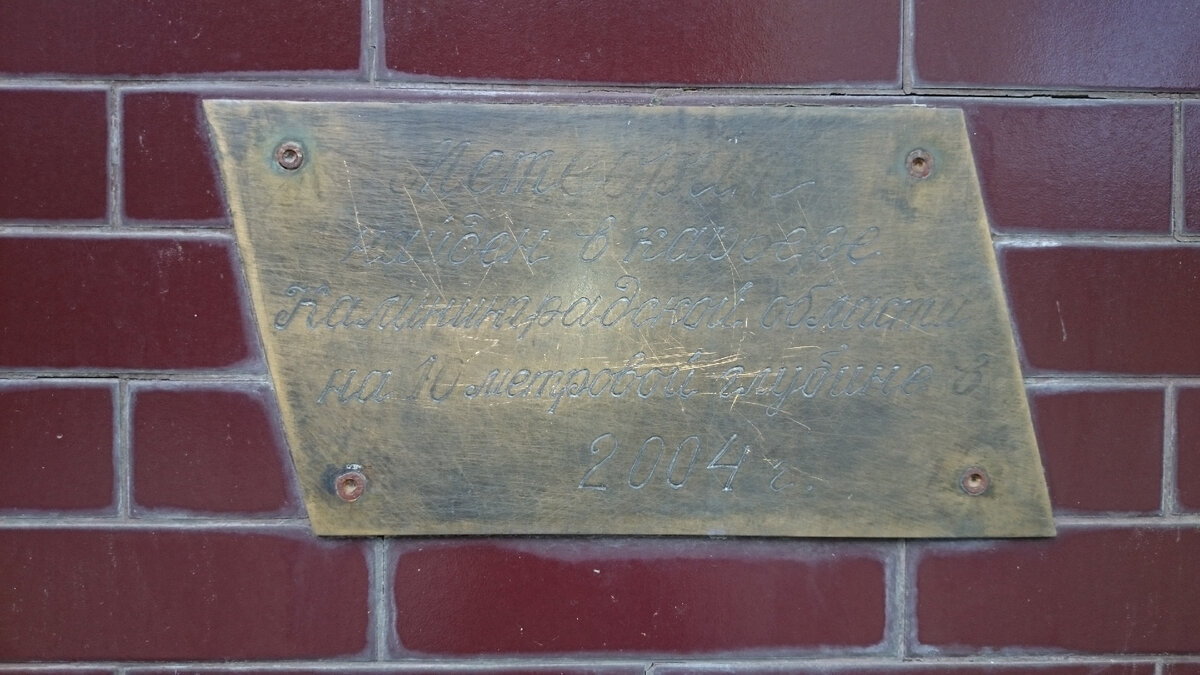 Метеорит
найден в карьере
Калининградской области
на 10 метровой глубине в
2004 г.